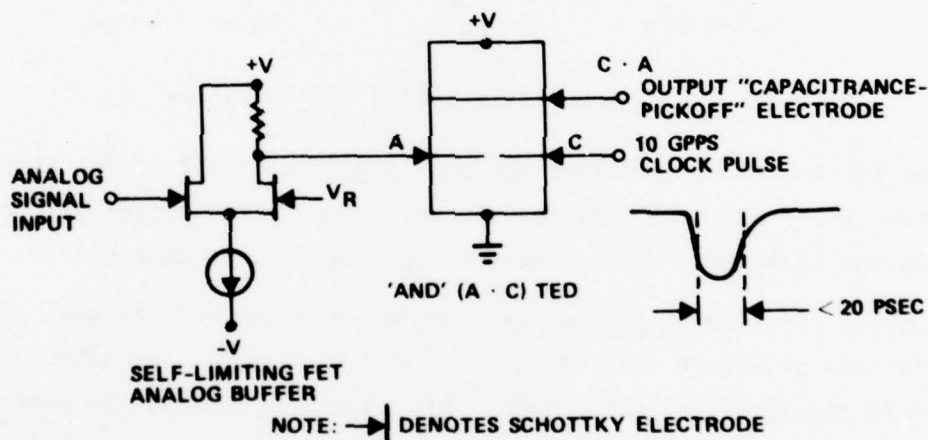 +V
C · A
OUTPUT "CAPACITRANCE-
PICKOFF" ELECTRODE
+V
A
C
10 GPPS
CLOCK PULSE
ANALOG
SIGNAL
INPUT
VR
'AND' (A · C) TED
< 20 PSEC
-V
SELF-LIMITING FET
ANALOG BUFFER
NOTE: DENOTES SCHOTTKY ELECTRODE